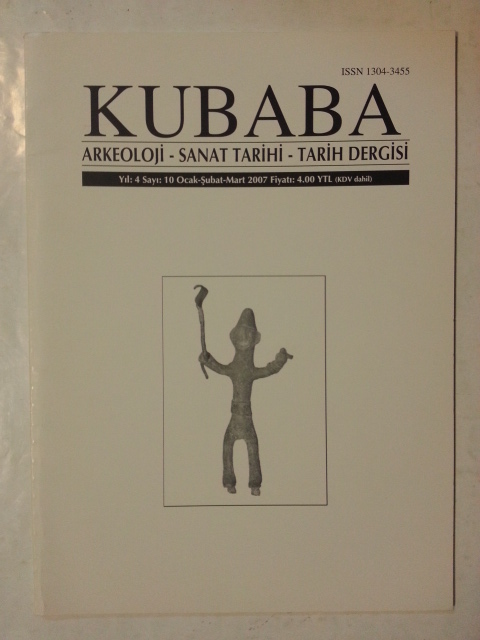 ISSN 1304-3455
KUBABA
ARKEOLOJİ - SANAT TARİHİ - TARİH DERGİSİ
Yıl: 4 Sayı: 10 Ocak-Şubat-Mart 2007 Fiyatı: 4.00 YTL (KDV dahil)